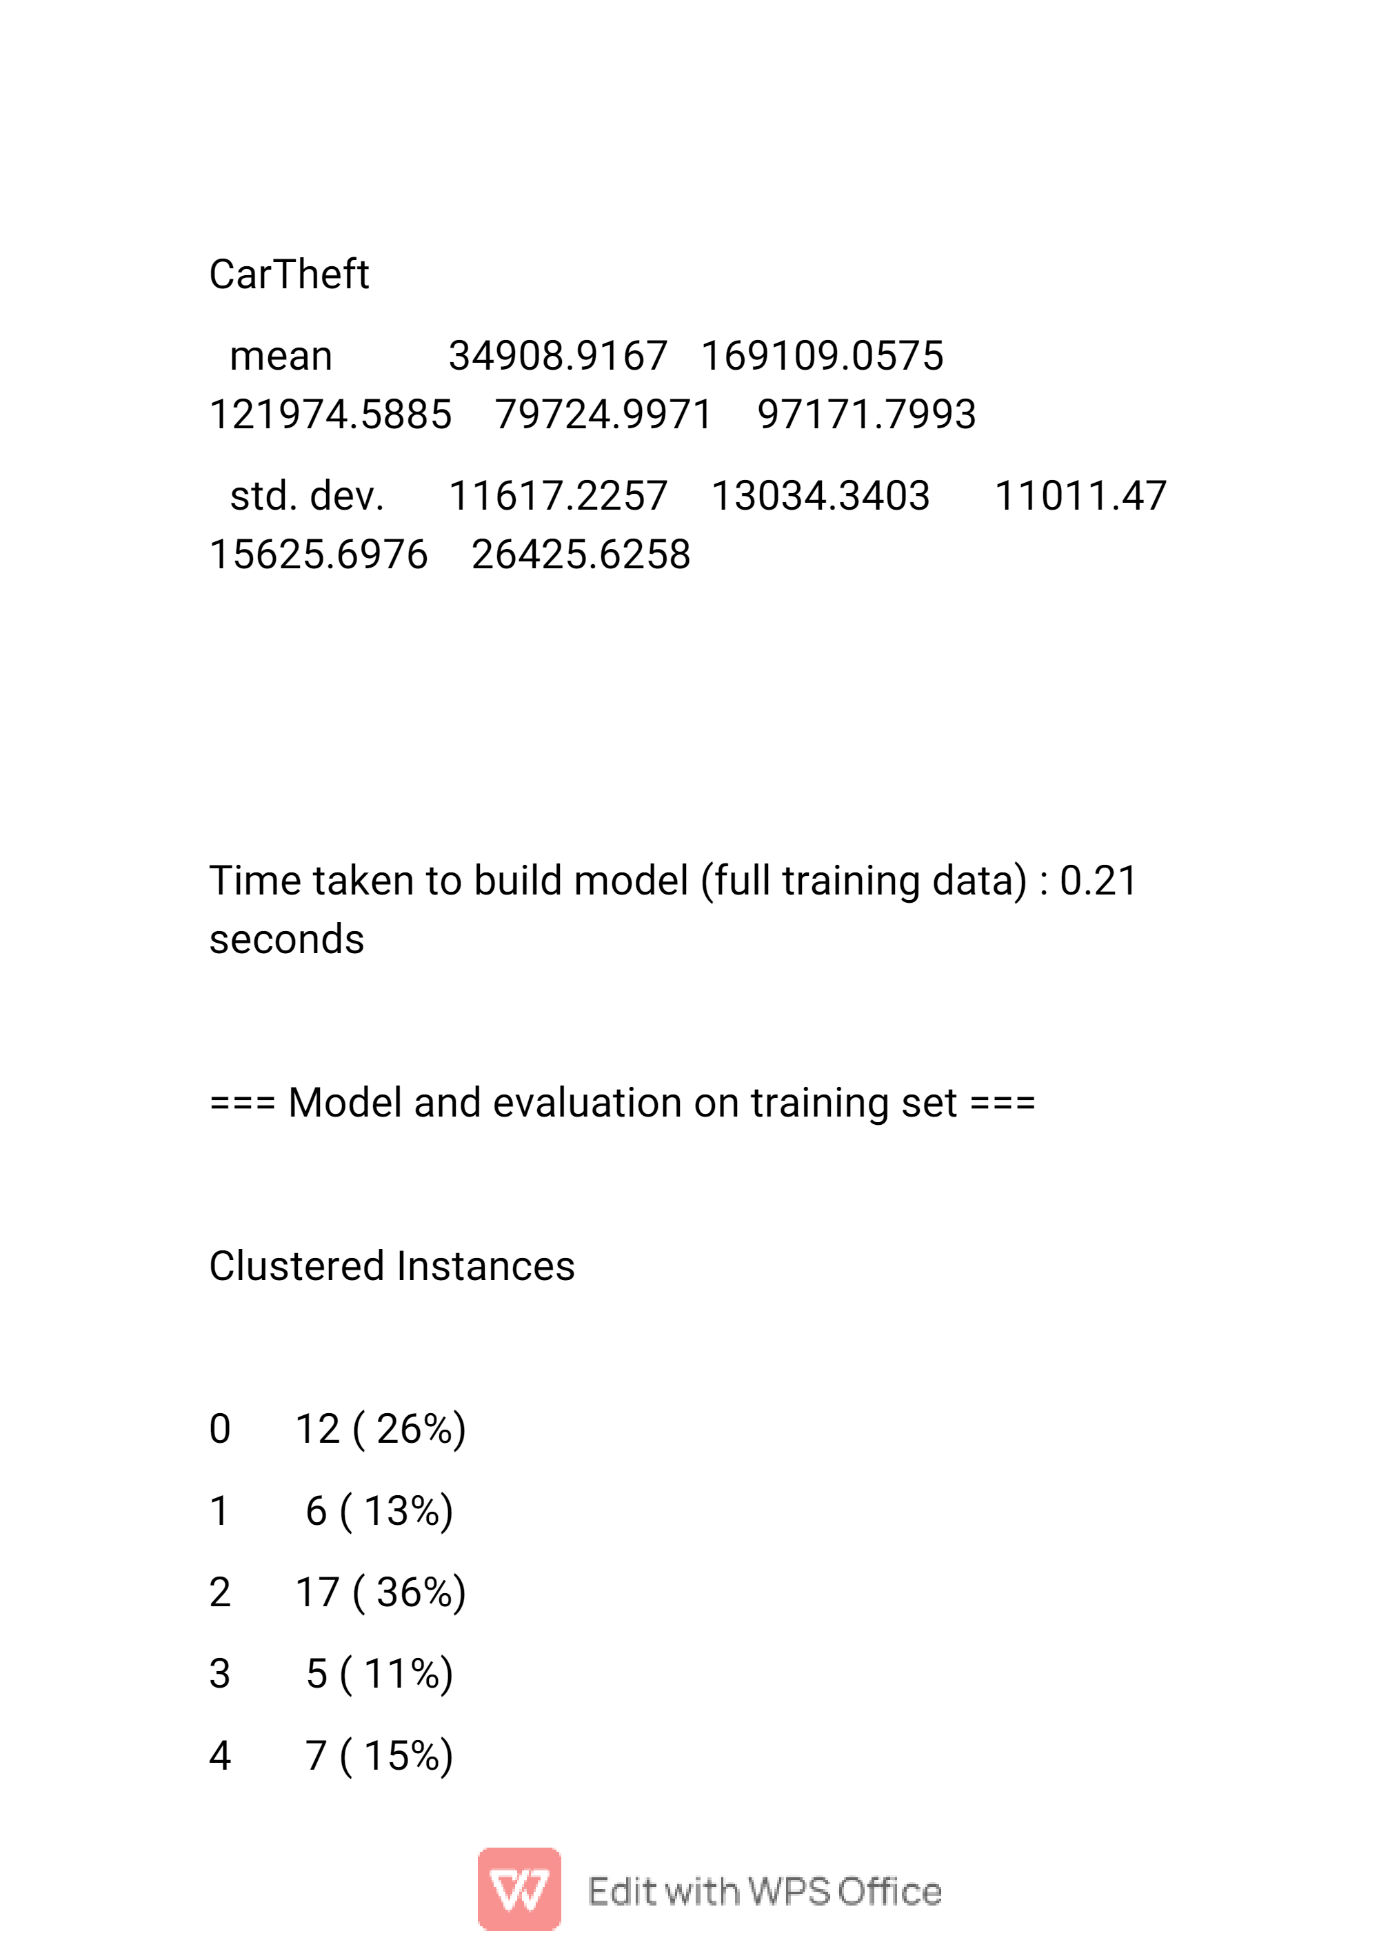 CarTheft
mean 34908.9167 169109.0575
121974.5885 79724.9971 97171.7993
std. dev. 11617.2257 13034.3403 11011.47
15625.6976 26425.6258
Time taken to build model (full training data) : 0.21
seconds
=== Model and evaluation on training set ===
Clustered Instances
0 12 ( 26%)
1 6 ( 13%)
2 17 ( 36%)
3 5 ( 11%)
4 7 ( 15%)
Edit with WPS Office